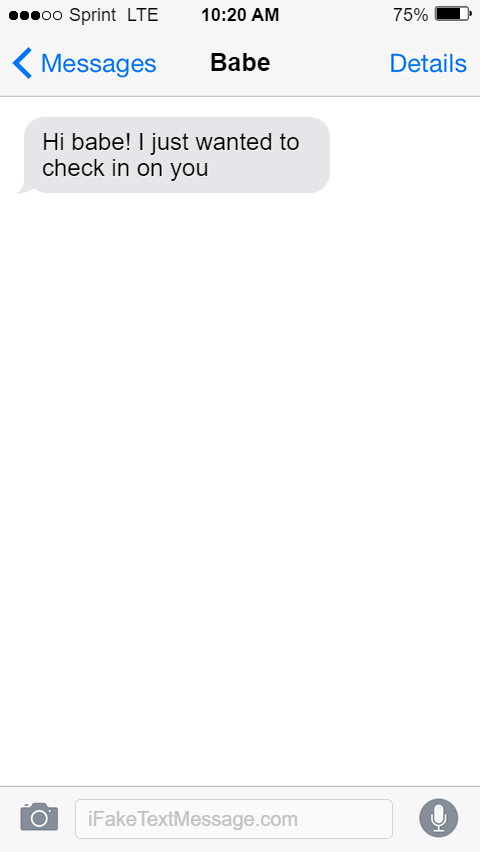 Sprint LTE 10:20 AM 75%
Messages Babe Details
Hi babe! I just wanted to
check in on you
iFakeTextMessage.com